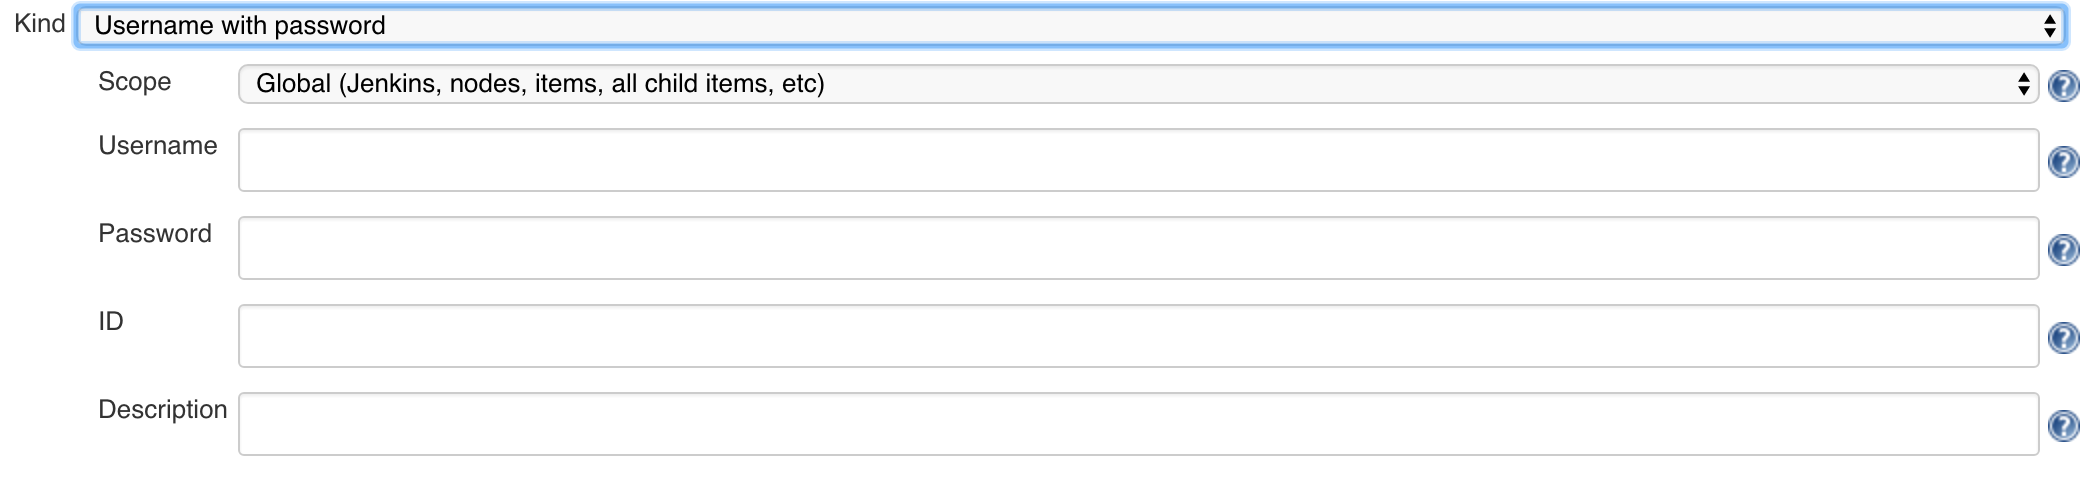 Kind Username with password
Scope Global (Jenkins, nodes, items, all child items, etc) ?
Username ?
Password ?
ID ?
Description ?